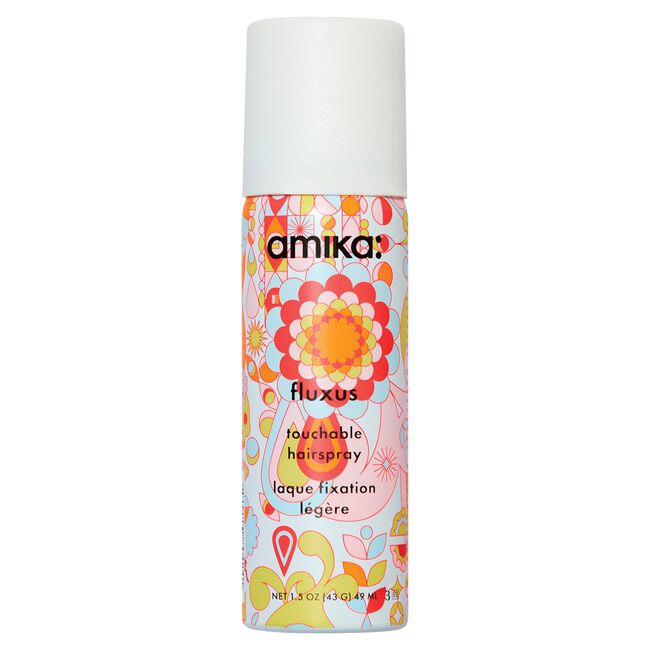 amika:
fluxus
touchable
hairspray
laque fixation
légère
NET 1.5 OZ (43 G) 49 ML